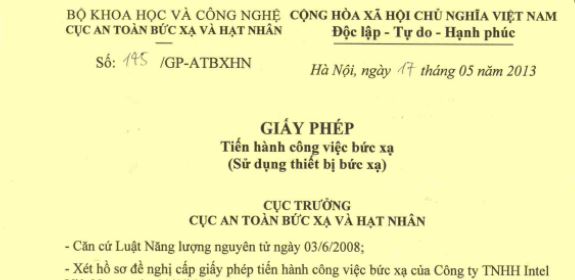 BỘ KHOA HỌC VÀ CÔNG NGHỆ CỘNG HÒA XÃ HỘI CHỦ NGHĨA VIỆT NAM
CỤC AN TOÀN BỨC XẠ VÀ HẠT NHÂN Độc lập - Tự do - Hạnh phúc
Số: 145 /GP-ATBXHN
Hà Nội, ngày 17 tháng 05 năm 2013
GIẤY PHÉP
Tiến hành công việc bức xạ
(Sử dụng thiết bị bức xạ)
CỤC TRƯỞNG
CỤC AN TOÀN BỨC XẠ VÀ HẠT NHÂN
- Căn cứ Luật Năng lượng nguyên tử ngày 03/6/2008;
- Xét hồ sơ đề nghị cấp giấy phép tiến hành công việc bức xạ của Công ty TNHH Intel